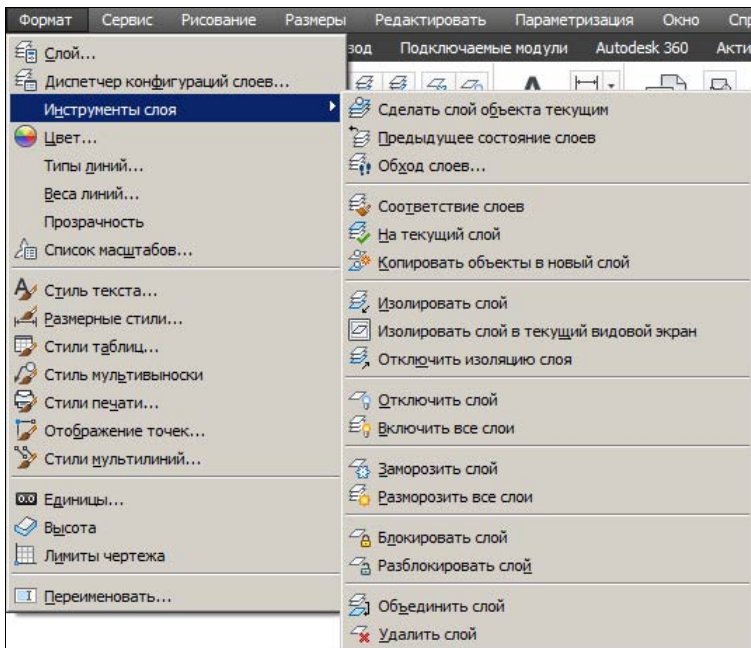 Формат Сервис Рисование Размеры Редактировать Параметризация Окно
Подключаемые модули Autodesk 360
Слой...
Диспетчер конфигураций слоев...
Инструменты слоя
Цвет...
Типы линий...
Веса линий...
Прозрачность
Список масштабов...
Стиль текста...
Размерные стили...
Стили таблиц...
Стиль мультивыноски
Стили печати...
Отображение точек...
Стили мультилиний...
Единицы...
Высота
Лимиты чертежа
Переименовать...
Сделать слой объекта текущим
Предыдущее состояние слоев
Обход слоев...
Соответствие слоев
На текущий слой
Копировать объекты в новый слой
Изолировать слой
Изолировать слой в текущий видовой экран
Отключить изоляцию слоя
Отключить слой
Включить все слои
Заморозить слой
Разморозить все слои
Блокировать слой
Разблокировать слой
Объединить слой
Удалить слой